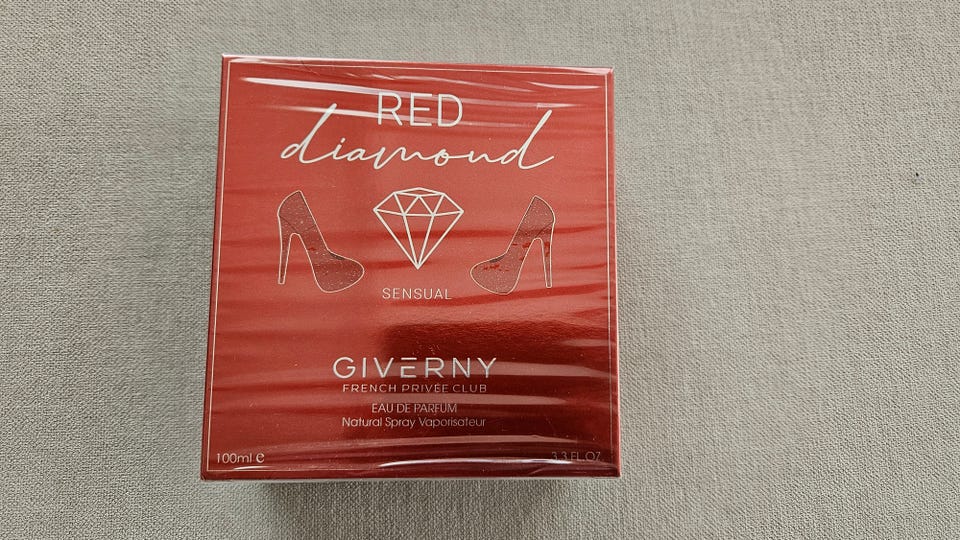 RED
diamond
SENSUAL
GIVERNY
FRENCH PRIVÉE CLUB
EAU DE PARFUM
Natural Spray Vaporisateur
100ml e 3.3 FL.OZ